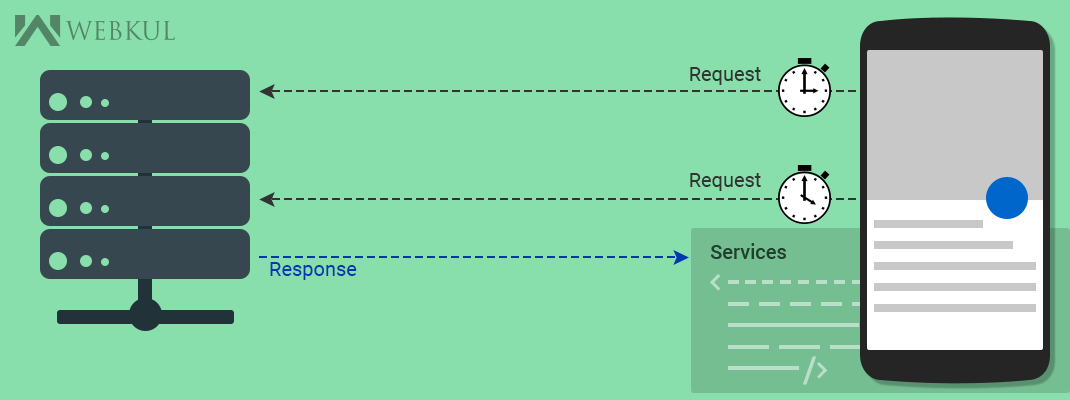 WEBKUL
Request
Request
Services
Response